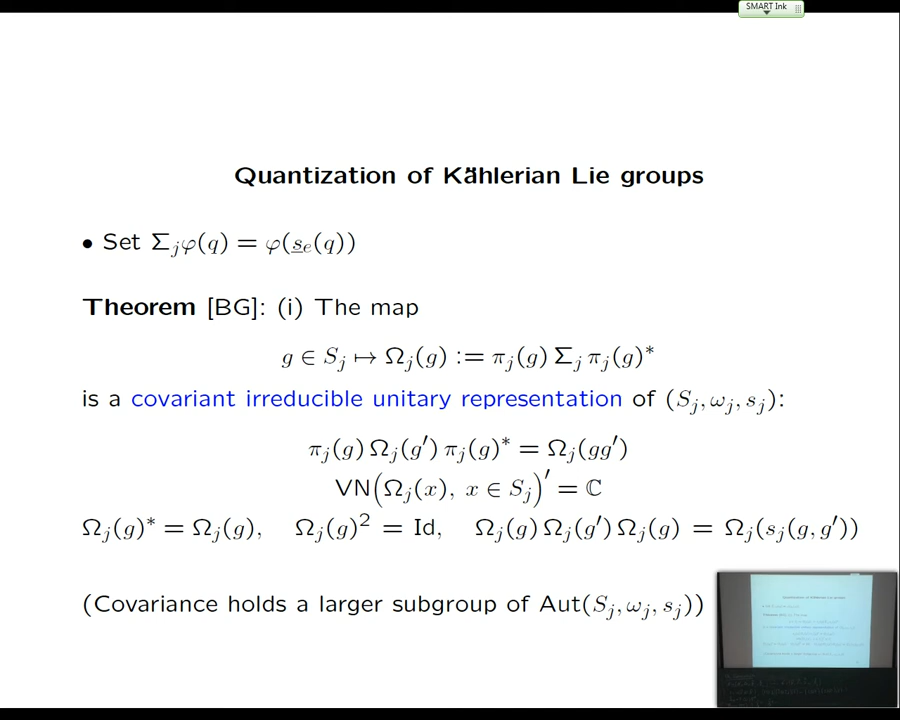 SMART Ink
Quantization of Kählerian Lie groups
• Set Σ_jφ(q) = φ(s̲_e(q))
Theorem [BG]: (i) The map
g ∈ S_j ↦ Ω_j(g) := π_j(g) Σ_j π_j(g)*
is a covariant irreducible unitary representation of (S_j, ω_j, s_j):
π_j(g) Ω_j(g′) π_j(g)* = Ω_j(gg′)
VN(Ω_j(x), x ∈ S_j)′ = ℂ
Ω_j(g)* = Ω_j(g), Ω_j(g)² = Id, Ω_j(g) Ω_j(g′) Ω_j(g) = Ω_j(s_j(g, g′))
(Covariance holds a larger subgroup of Aut(S_j, ω_j, s_j))